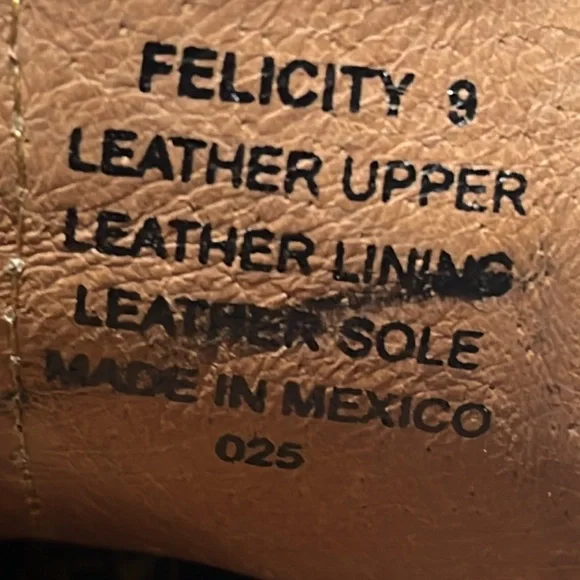 FELICITY 9
LEATHER UPPER
LEATHER LINING
LEATHER SOLE
MADE IN MEXICO
025